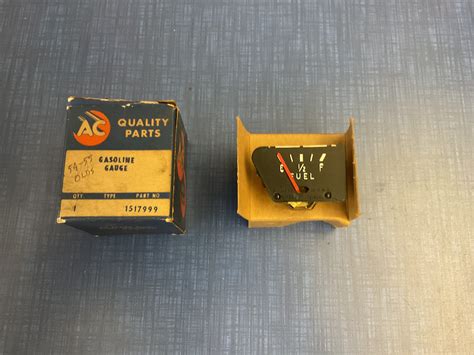 AC
QUALITY
PARTS
54-55
OLDS
GASOLINE
GAUGE
QTY. TYPE PART NO
1 1517999
½ F
FUEL